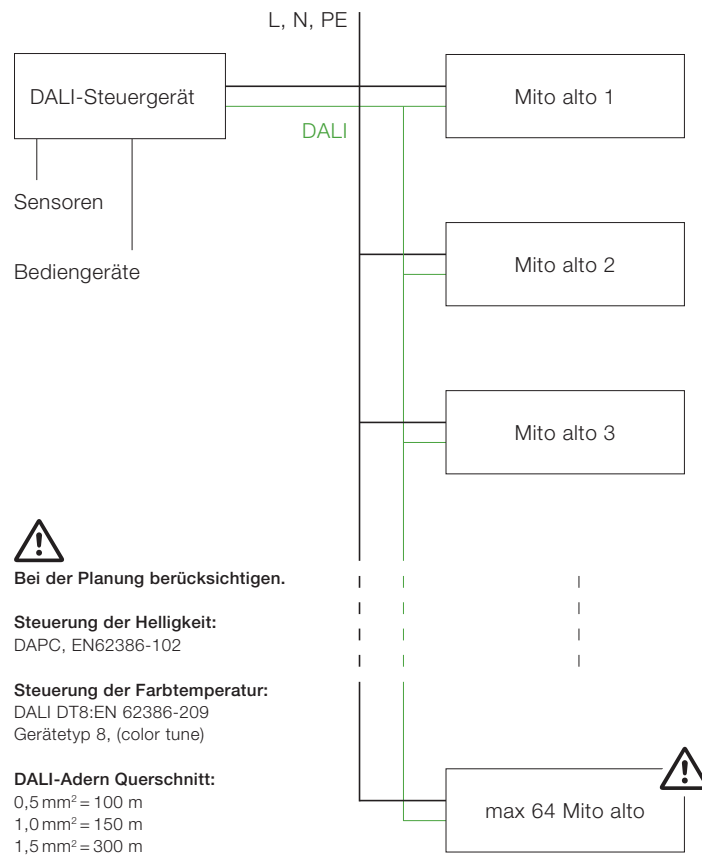 L, N, PE
DALI-Steuergerät
Mito alto 1
DALI
Sensoren
Bediengeräte
Mito alto 2
Mito alto 3
Bei der Planung berücksichtigen.
Steuerung der Helligkeit:
DAPC, EN62386-102
Steuerung der Farbtemperatur:
DALI DT8:EN 62386-209
Gerätetyp 8, (color tune)
DALI-Adern Querschnitt:
0,5 mm² = 100 m
1,0 mm² = 150 m
1,5 mm² = 300 m
max 64 Mito alto